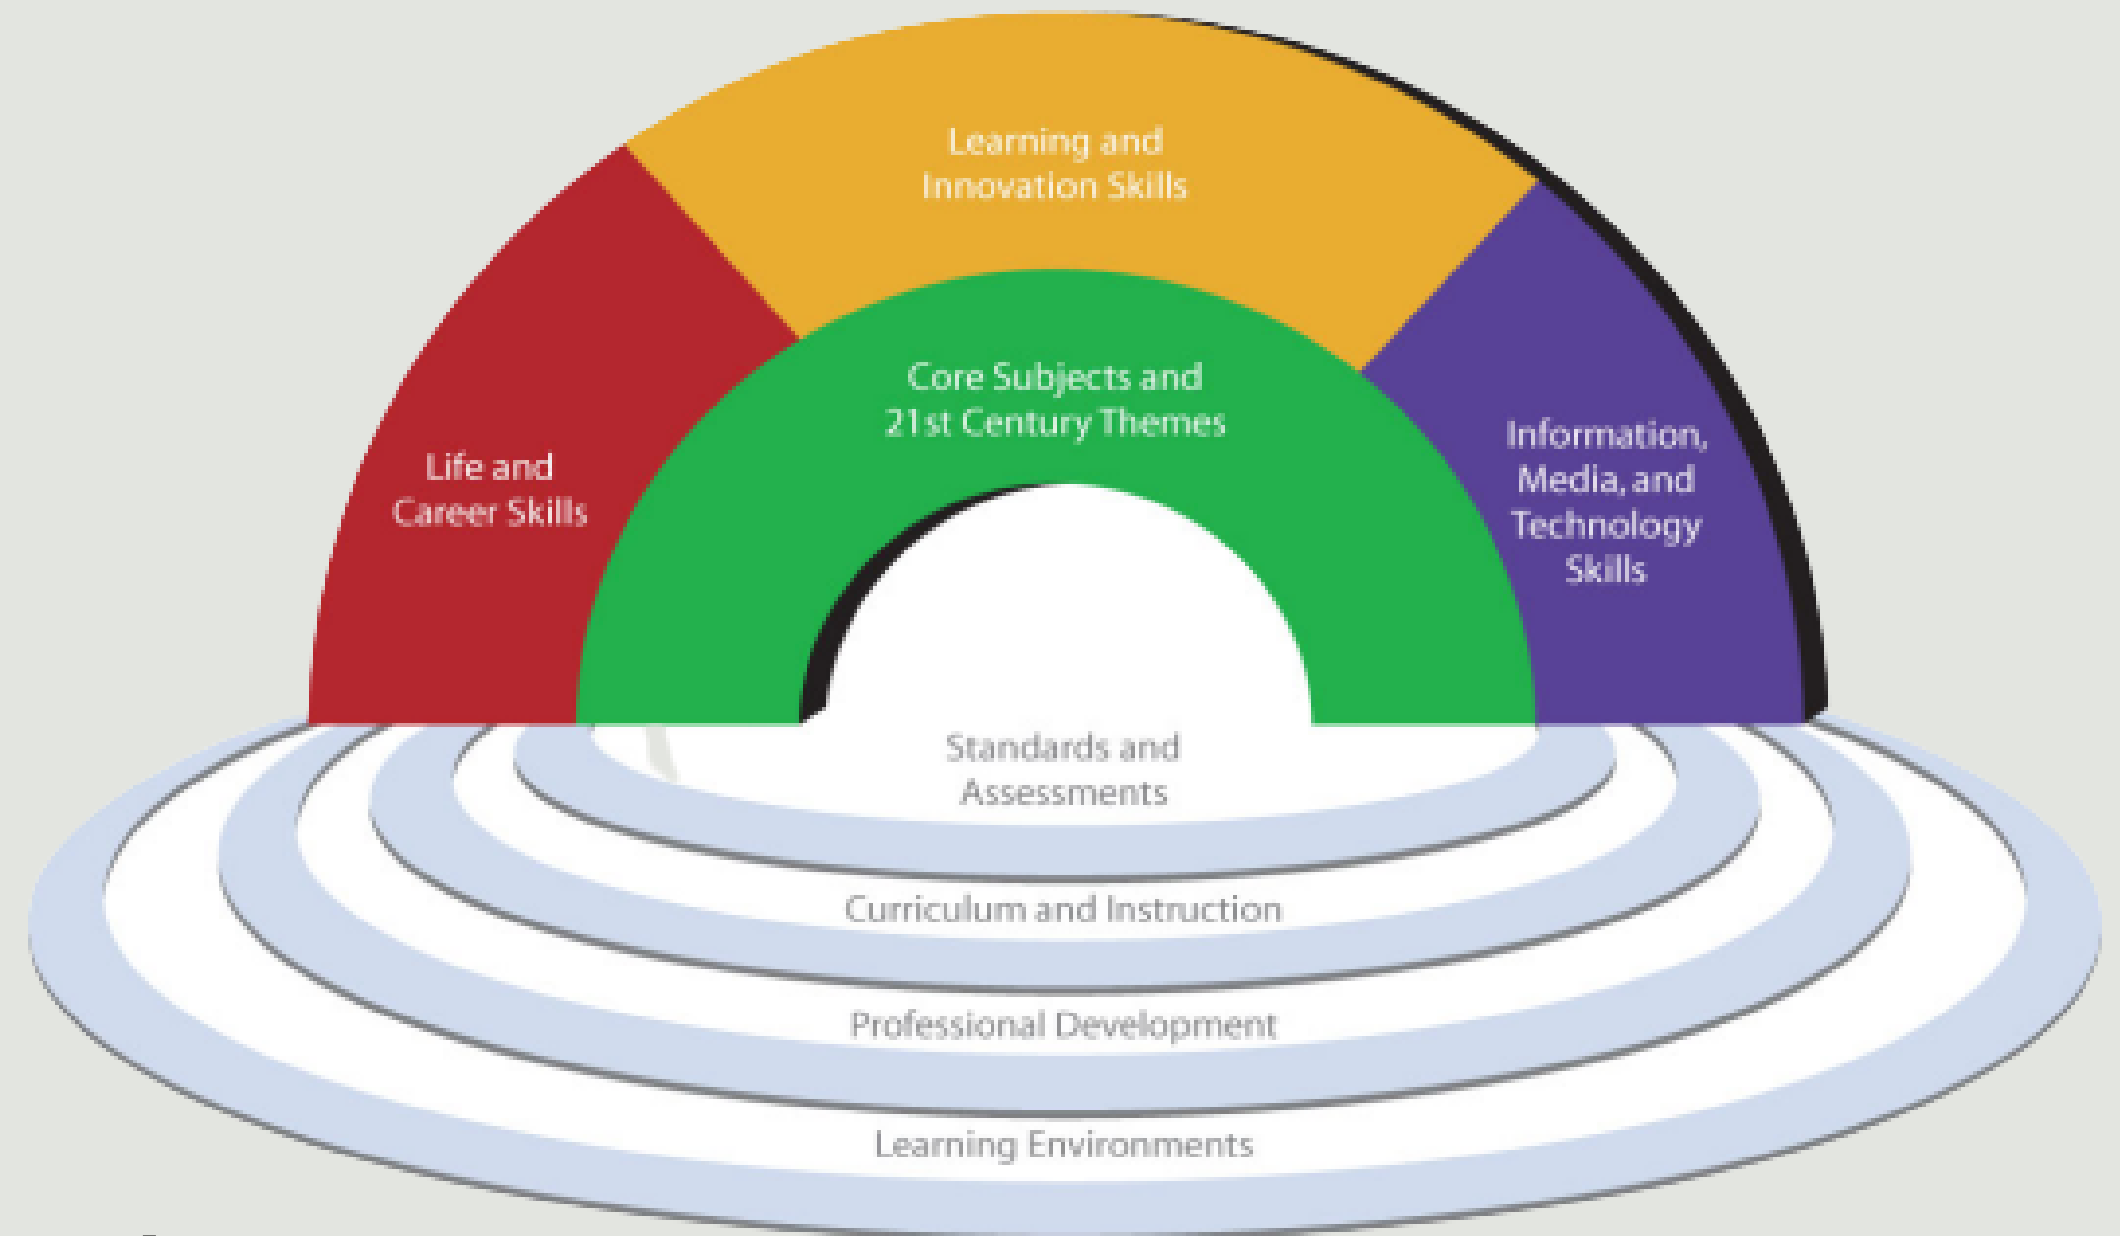 Learning and
Innovation Skills
Core Subjects and
21st Century Themes
Life and
Career Skills
Information,
Media, and
Technology
Skills
Standards and
Assessments
Curriculum and Instruction
Professional Development
Learning Environments